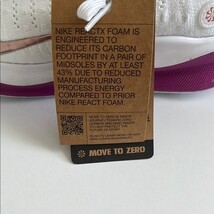 NIKE REACTX FOAM IS
ENGINEERED TO
REDUCE ITS CARBON
FOOTPRINT IN A PAIR OF
MIDSOLES BY AT LEAST
43% DUE TO REDUCED
MANUFACTURING
PROCESS ENERGY
COMPARED TO PRIOR
NIKE REACT FOAM.
MOVE TO ZERO